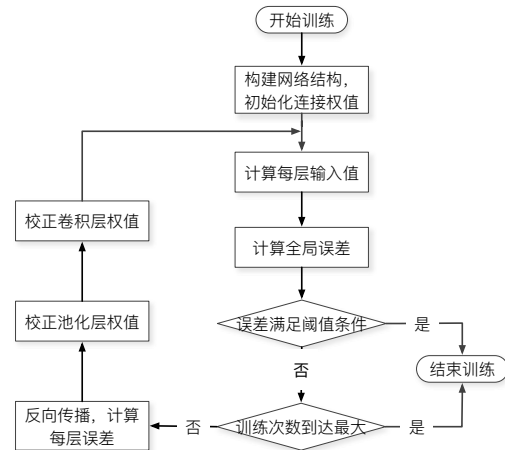 开始训练
构建网络结构，
初始化连接权值
计算每层输入值
校正卷积层权值
计算全局误差
校正池化层权值
误差满足阈值条件
是
结束训练
否
反向传播，计算
每层误差
否
训练次数到达最大
是